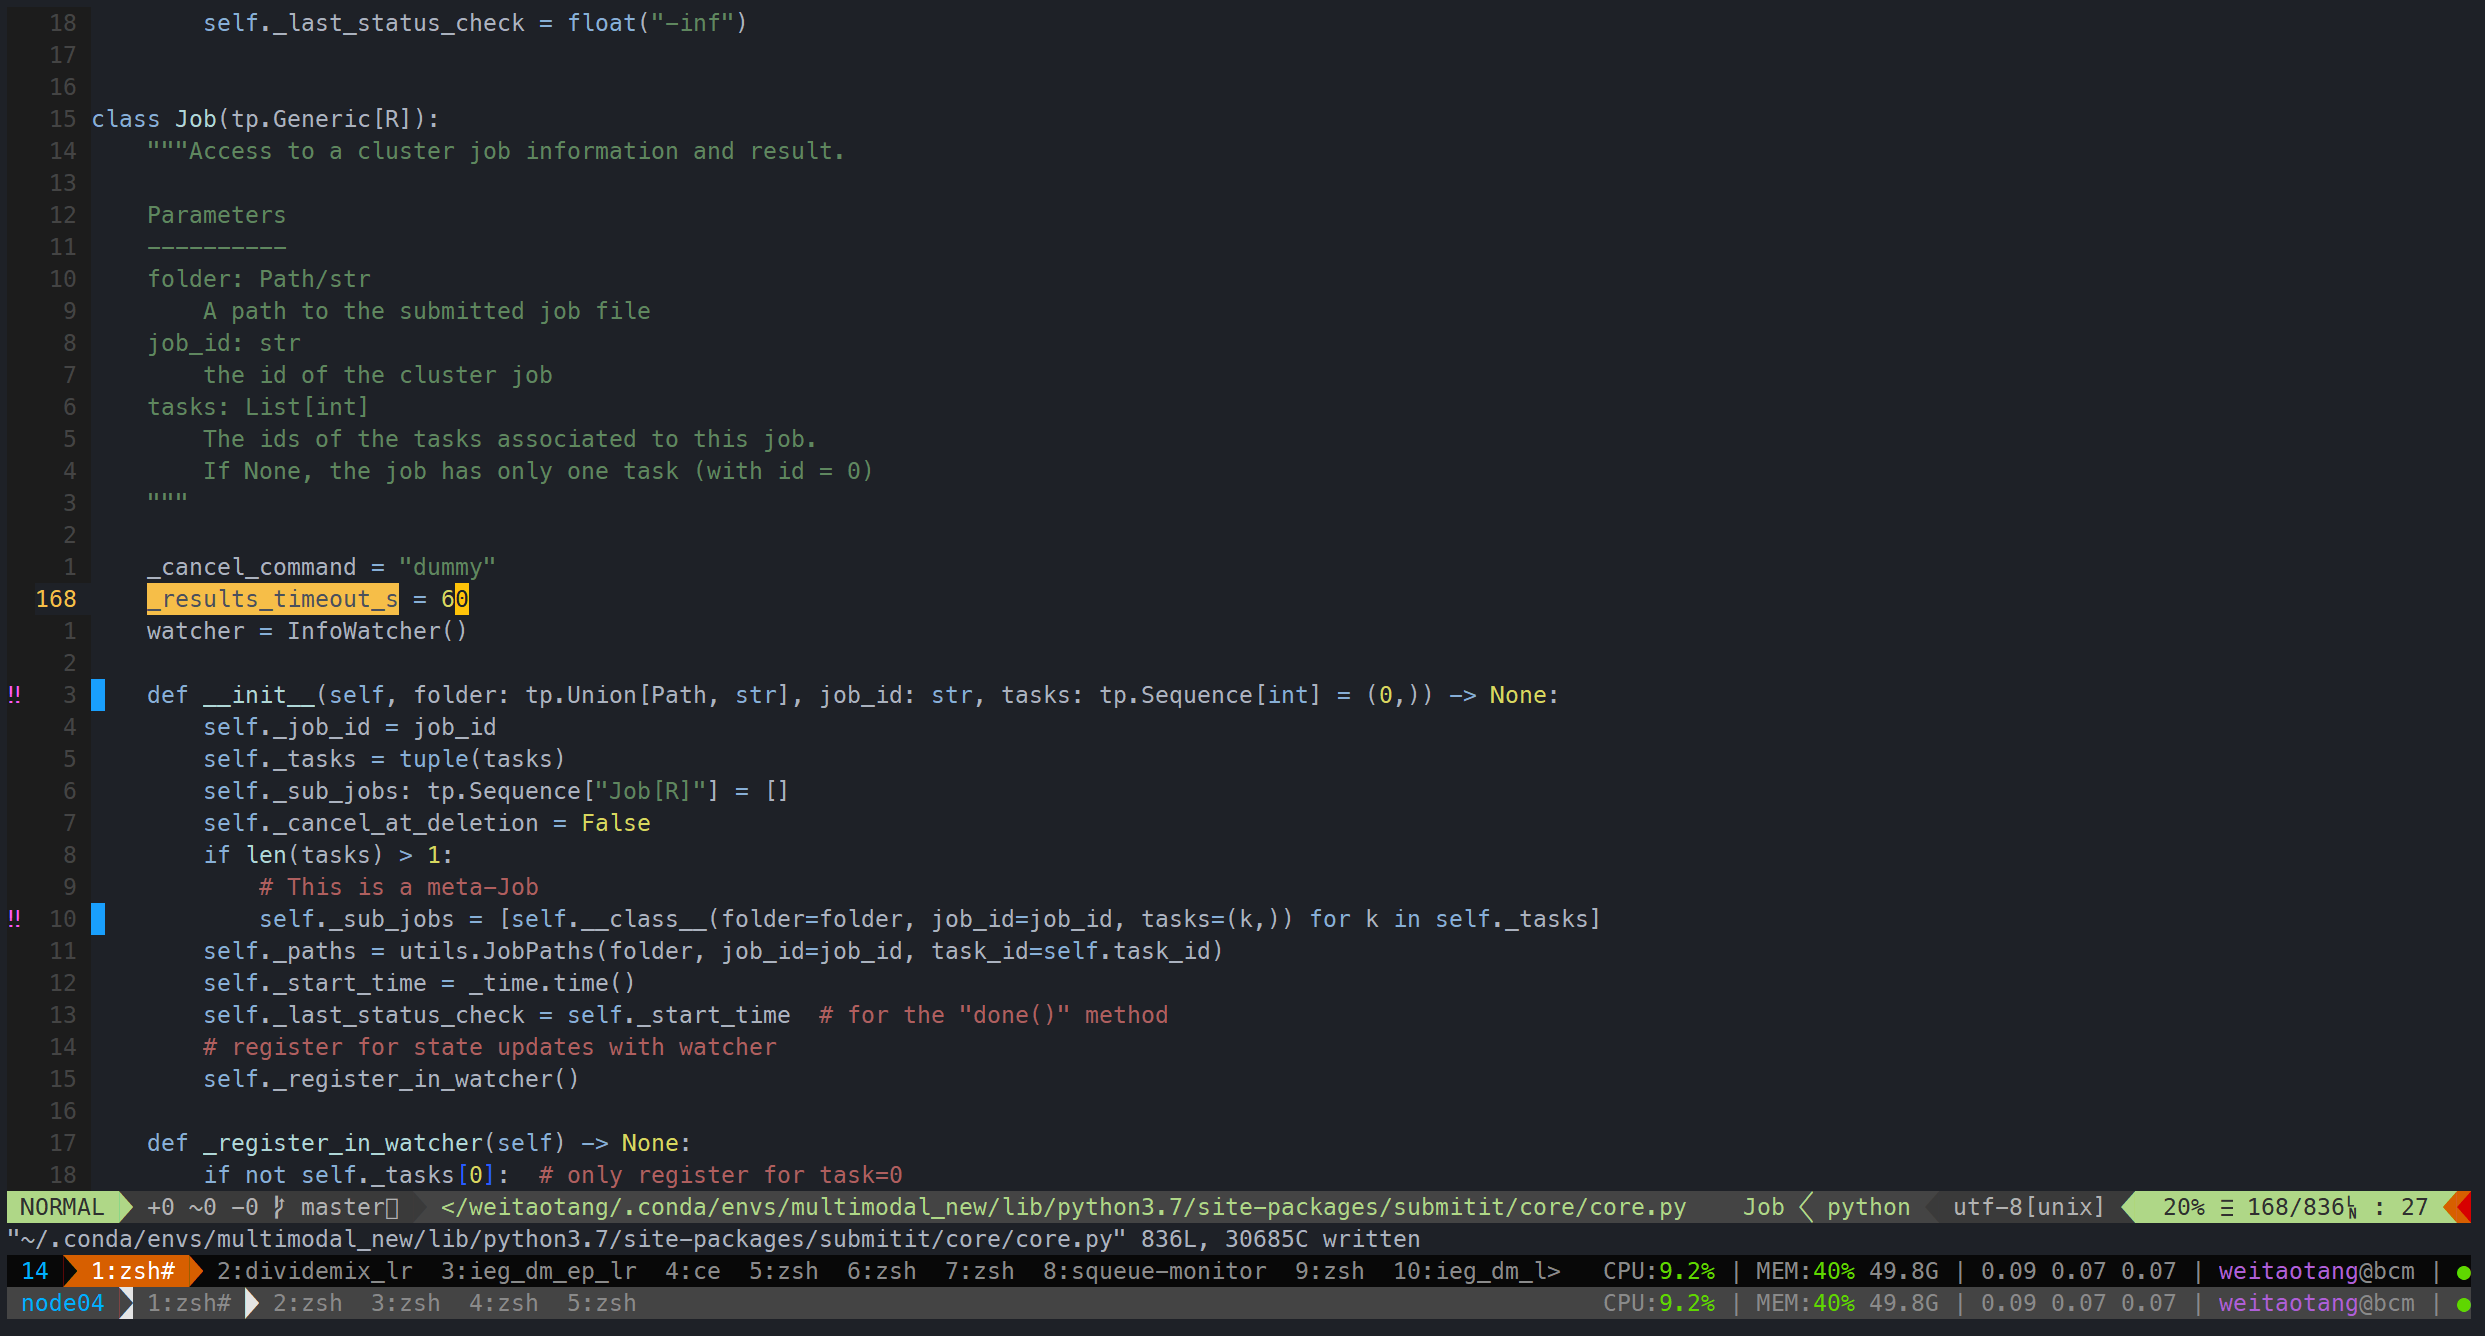 18         self._last_status_check = float("-inf")
17
16
15 class Job(tp.Generic[R]):
14     """Access to a cluster job information and result.
13
12     Parameters
11     ----------
10     folder: Path/str
9         A path to the submitted job file
8     job_id: str
7         the id of the cluster job
6     tasks: List[int]
5         The ids of the tasks associated to this job.
4         If None, the job has only one task (with id = 0)
3     """
2
1     _cancel_command = "dummy"
168     _results_timeout_s = 60
1     watcher = InfoWatcher()
2
!! 3     def __init__(self, folder: tp.Union[Path, str], job_id: str, tasks: tp.Sequence[int] = (0,)) -> None:
4         self._job_id = job_id
5         self._tasks = tuple(tasks)
6         self._sub_jobs: tp.Sequence["Job[R]"] = []
7         self._cancel_at_deletion = False
8         if len(tasks) > 1:
9             # This is a meta-Job
!! 10             self._sub_jobs = [self.__class__(folder=folder, job_id=job_id, tasks=(k,)) for k in self._tasks]
11         self._paths = utils.JobPaths(folder, job_id=job_id, task_id=self.task_id)
12         self._start_time = _time.time()
13         self._last_status_check = self._start_time  # for the "done()" method
14         # register for state updates with watcher
15         self._register_in_watcher()
16
17     def _register_in_watcher(self) -> None:
18         if not self._tasks[0]:  # only register for task=0
NORMAL +0 ~0 -0 master </weitaotang/.conda/envs/multimodal_new/lib/python3.7/site-packages/submitit/core/core.py Job python utf-8[unix] 20% ☰ 168/836 : 27
"~/.conda/envs/multimodal_new/lib/python3.7/site-packages/submitit/core/core.py" 836L, 30685C written
14 1:zsh# 2:dividemix_lr 3:ieg_dm_ep_lr 4:ce 5:zsh 6:zsh 7:zsh 8:squeue-monitor 9:zsh 10:ieg_dm_l> CPU:9.2% | MEM:40% 49.8G | 0.09 0.07 0.07 | weitaotang@bcm | ●
node04 1:zsh# 2:zsh 3:zsh 4:zsh 5:zsh CPU:9.2% | MEM:40% 49.8G | 0.09 0.07 0.07 | weitaotang@bcm | ●